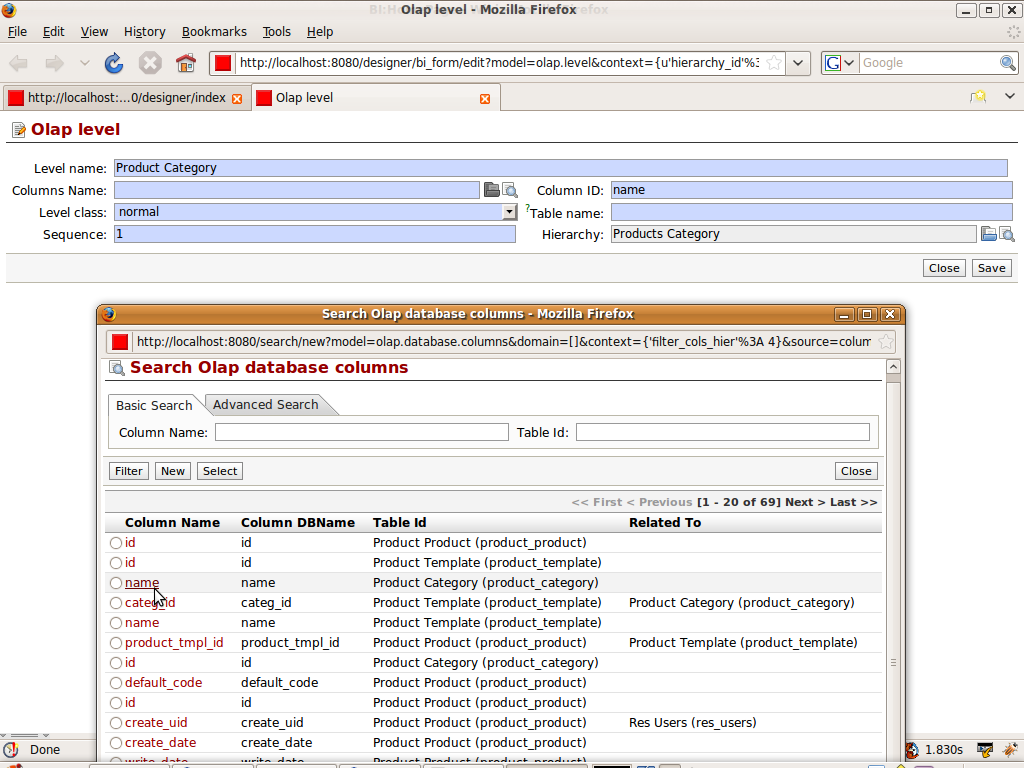 Olap level - Mozilla Firefox
File Edit View History Bookmarks Tools Help
http://localhost:8080/designer/bi_form/edit?model=olap.level&context={u'hierarchy_id'%3
G Google
http://localhost:...0/designer/index Olap level
Olap level
Level name: Product Category
Columns Name: Column ID: name
Level class: normal ? Table name:
Sequence: 1 Hierarchy: Products Category
Close Save
Search Olap database columns - Mozilla Firefox
http://localhost:8080/search/new?model=olap.database.columns&domain=[]&context={'filter_cols_hier'%3A 4}&source=colum
Search Olap database columns
Basic Search Advanced Search
Column Name: Table Id:
Filter New Select Close
<< First < Previous [1 - 20 of 69] Next > Last >>
Column Name Column DBName Table Id Related To
id id Product Product (product_product)
id id Product Template (product_template)
name name Product Category (product_category)
categ_id categ_id Product Template (product_template) Product Category (product_category)
name name Product Template (product_template)
product_tmpl_id product_tmpl_id Product Product (product_product) Product Template (product_template)
id id Product Category (product_category)
default_code default_code Product Product (product_product)
id id Product Product (product_product)
create_uid create_uid Product Product (product_product) Res Users (res_users)
create_date create_date Product Product (product_product)
write_date write_date Product Product (product_product)
Done 1.830s